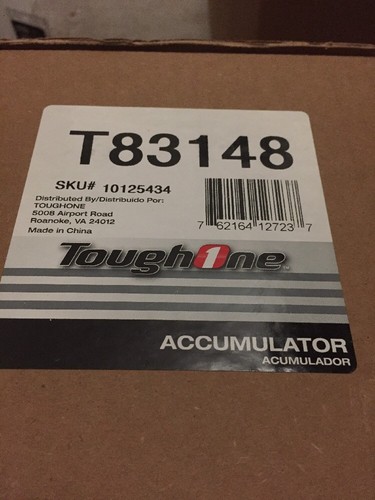 T83148
SKU# 10125434
Distributed By/Distribuido Por:
TOUGHONE
5008 Airport Road
Roanoke, VA 24012
Made in China
7 62164 12723 7
Tough1One
ACCUMULATOR
ACUMULADOR